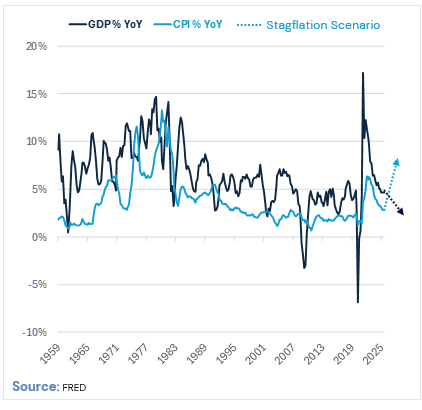 GDP % YoY CPI % YoY Stagflation Scenario
20%
15%
10%
5%
0%
-5%
-10%
1959 1965 1971 1977 1983 1989 1995 2001 2007 2013 2019 2025
Source: FRED